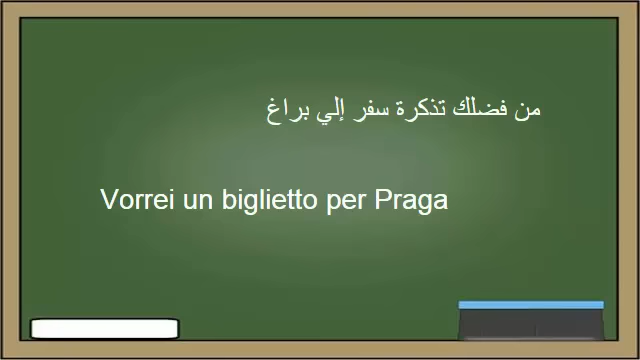 من فضلك تذكرة سفر إلي براغ
Vorrei un biglietto per Praga